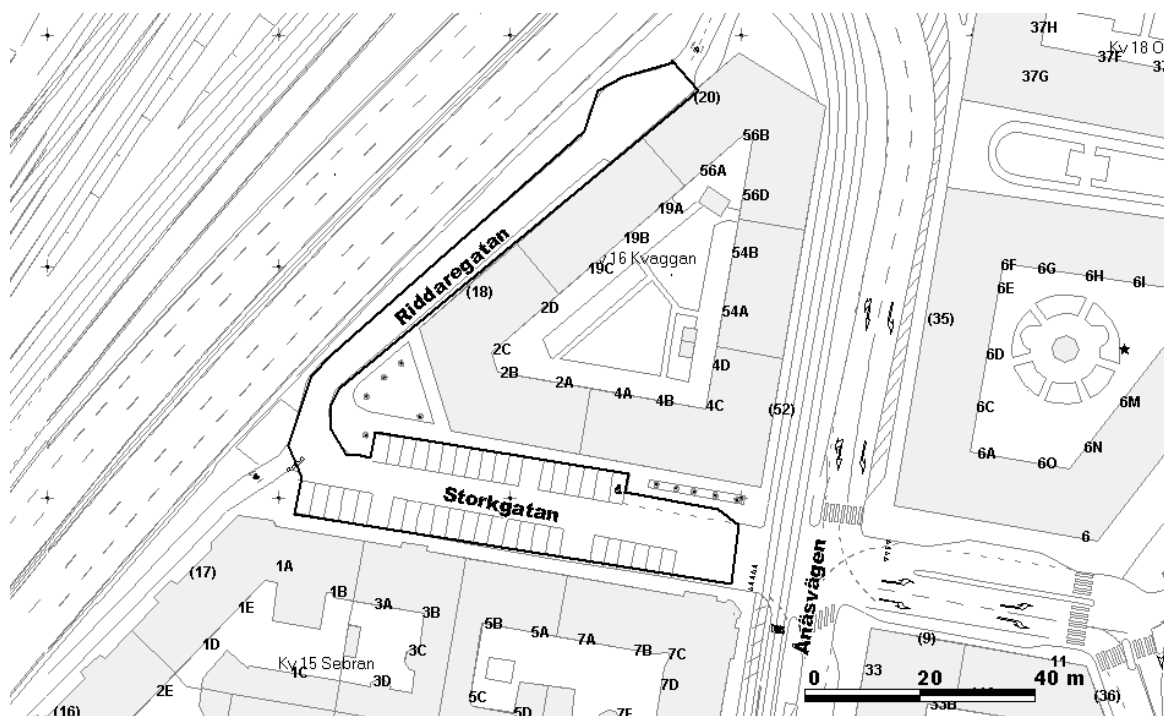 37H
Kv 18 O
37F
37G
(20)
56B
56A
56D
19A
19B
54B
Kv 16 Kvaggan
19C
6F
6G
6H
6I
6E
Riddaregatan
(18)
2D
54A
(35)
2C
6D
2B
2A
4D
4A
4B
4C
(52)
6C
6M
6A
6N
6O
Storkgatan
6
Ånäsvägen
(17)
1A
1B
3A
3B
1E
5B
5A
7A
7B
7C
1D
3C
Kv 15 Sebran
1C
3D
7D
2E
5C
5D
7E
(16)
(9)
33
11
33B
(36)
0 20 40 m